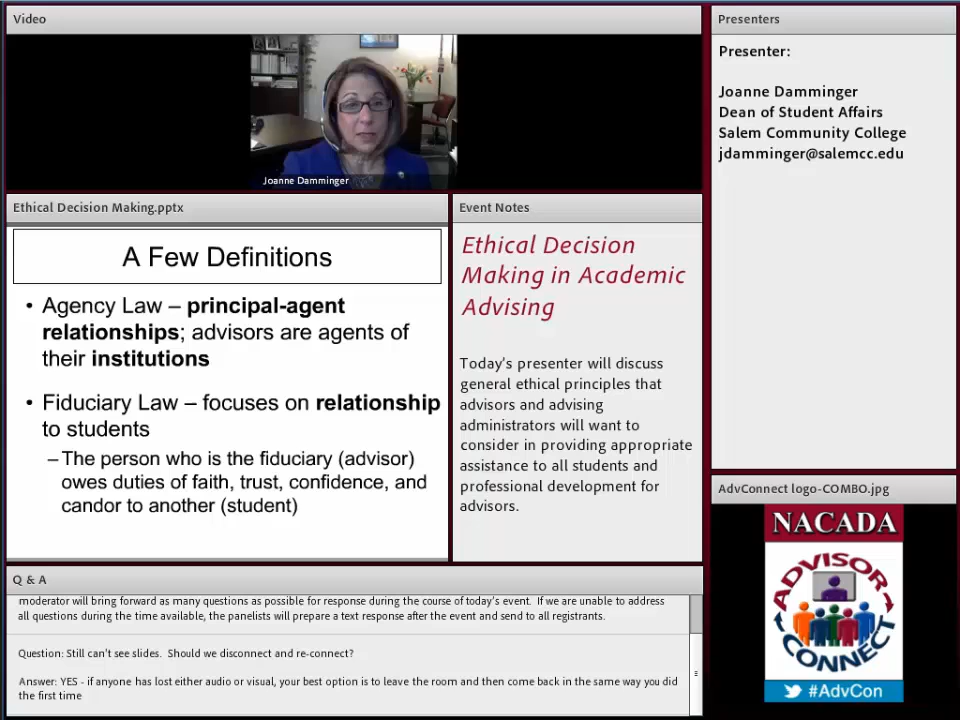 Video
Joanne Damminger
Presenters
Presenter:
Joanne Damminger
Dean of Student Affairs
Salem Community College
jdamminger@salemcc.edu
Ethical Decision Making.pptx
A Few Definitions
• Agency Law – principal-agent
relationships; advisors are agents of
their institutions
• Fiduciary Law – focuses on relationship
to students
– The person who is the fiduciary (advisor)
owes duties of faith, trust, confidence, and
candor to another (student)
Event Notes
Ethical Decision
Making in Academic
Advising
Today's presenter will discuss
general ethical principles that
advisors and advising
administrators will want to
consider in providing appropriate
assistance to all students and
professional development for
advisors.
AdvConnect logo-COMBO.jpg
NACADA
ADVISOR
CONNECT
#AdvCon
Q & A
moderator will bring forward as many questions as possible for response during the course of today's event. If we are unable to address
all questions during the time available, the panelists will prepare a text response after the event and send to all registrants.
Question: Still can't see slides. Should we disconnect and re-connect?
Answer: YES - if anyone has lost either audio or visual, your best option is to leave the room and then come back in the same way you did
the first time